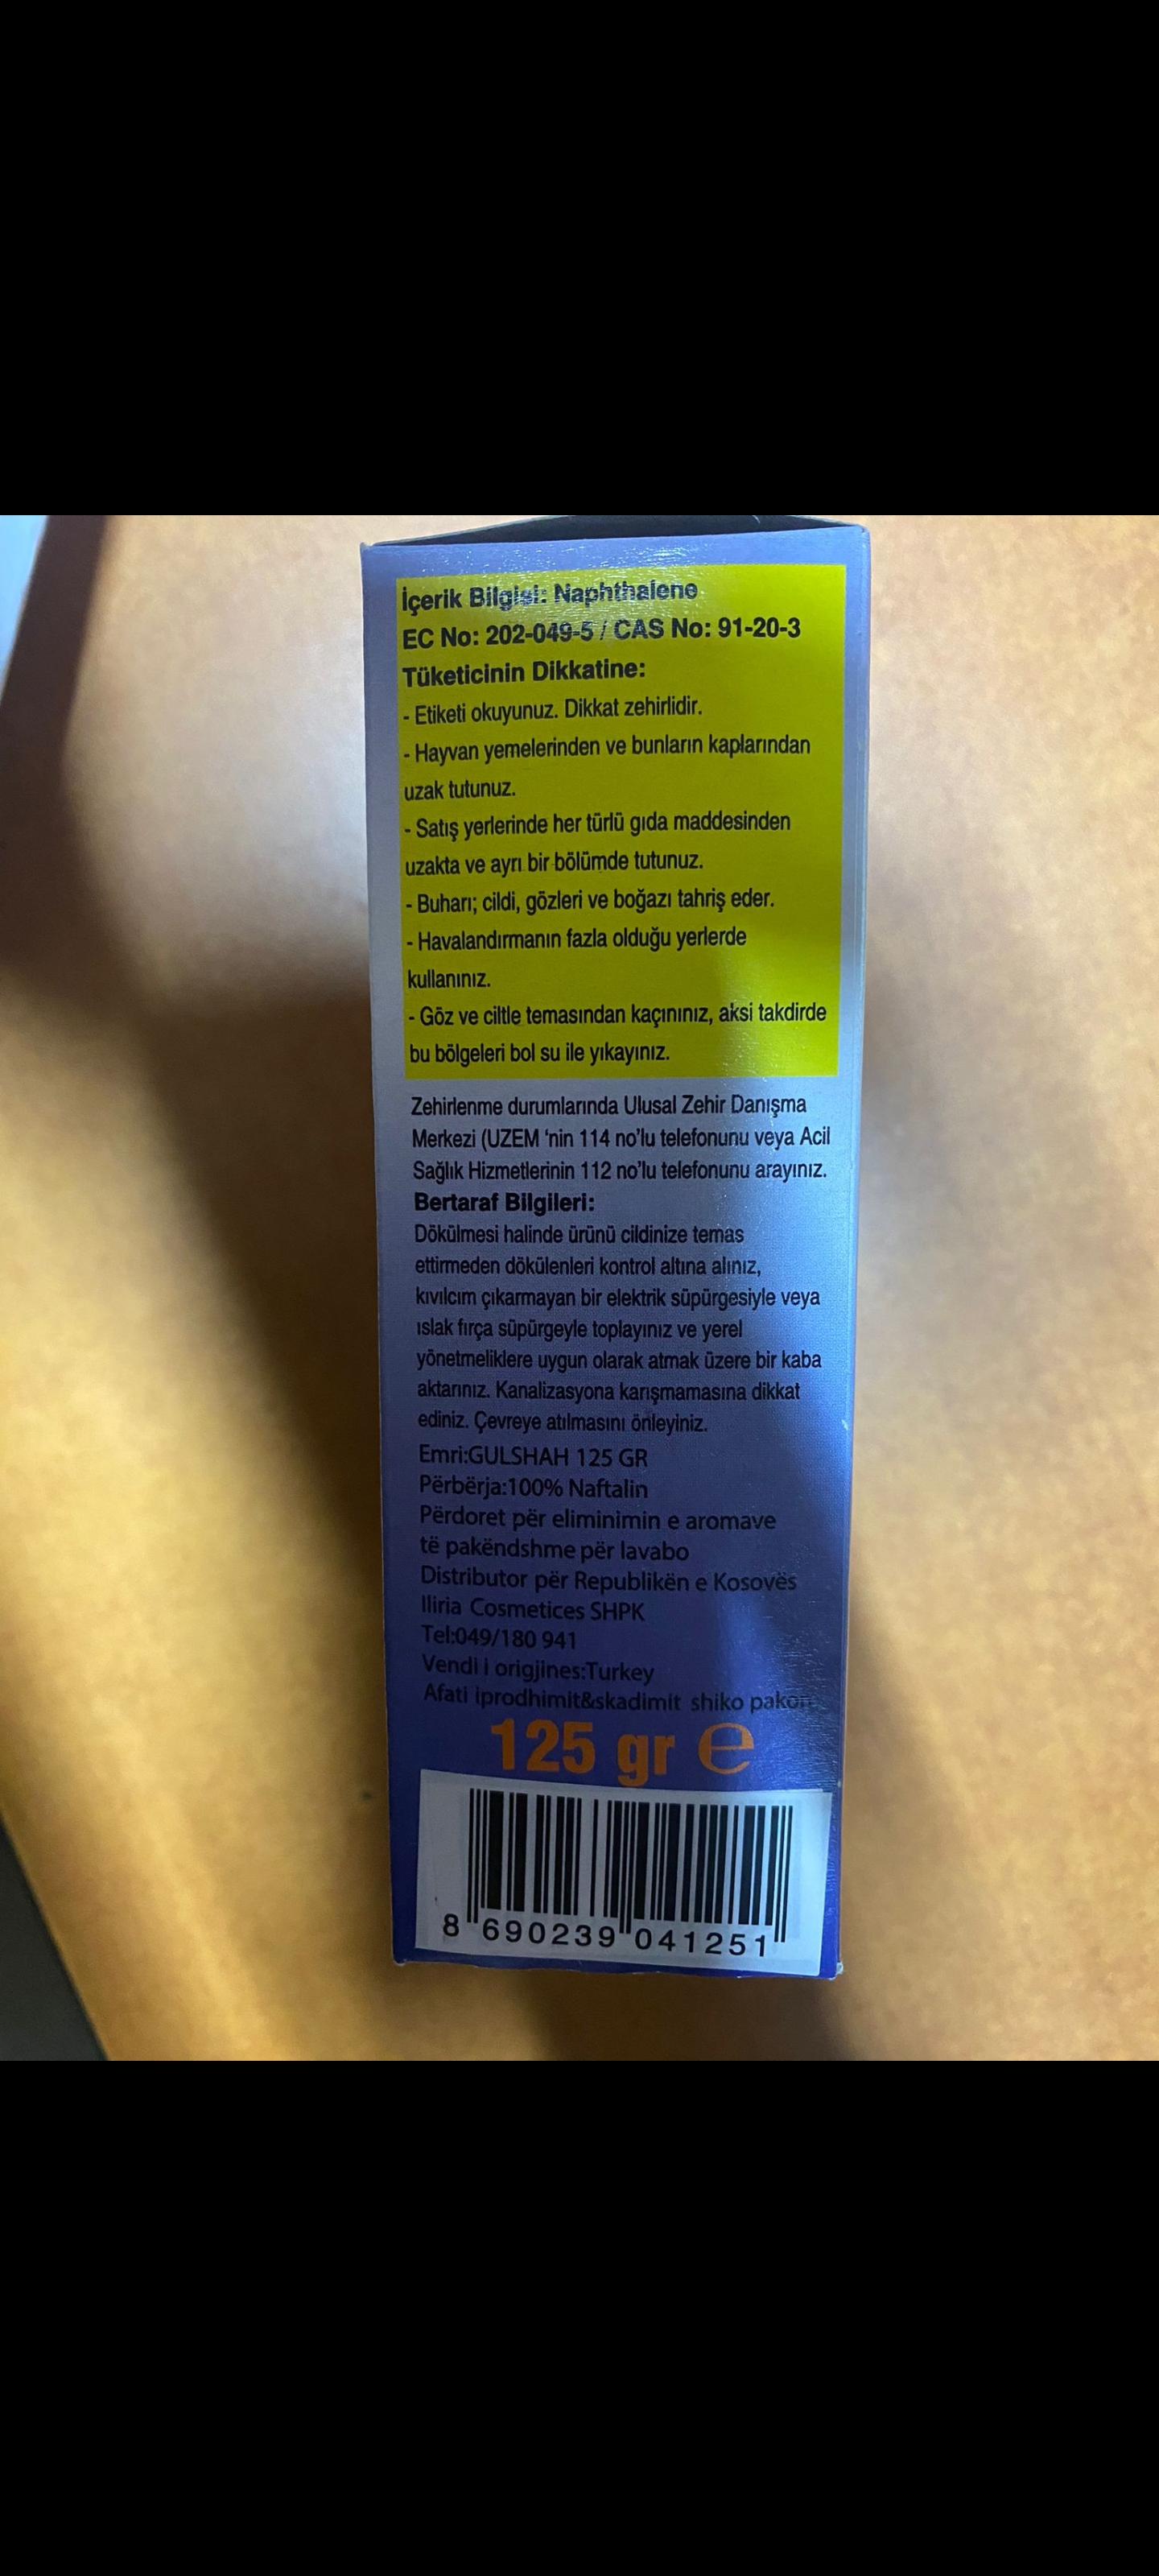 İçerik Bilgisi: Naphthalene
EC No: 202-049-5 / CAS No: 91-20-3
Tüketicinin Dikkatine:
- Etiketi okuyunuz. Dikkat zehirlidir.
- Hayvan yemelerinden ve bunların kaplarından
uzak tutunuz.
- Satış yerlerinde her türlü gıda maddesinden
uzakta ve ayrı bir bölümde tutunuz.
- Buharı; cildi, gözleri ve boğazı tahriş eder.
- Havalandırmanın fazla olduğu yerlerde
kullanınız.
- Göz ve ciltle temasından kaçınınız, aksi takdirde
bu bölgeleri bol su ile yıkayınız.
Zehirlenme durumlarında Ulusal Zehir Danışma
Merkezi (UZEM 'nin 114 no'lu telefonunu veya Acil
Sağlık Hizmetlerinin 112 no'lu telefonunu arayınız.
Bertaraf Bilgileri:
Dökülmesi halinde ürünü cildinize temas
ettirmeden dökülenleri kontrol altına alınız,
kıvılcım çıkarmayan bir elektrik süpürgesiyle veya
ıslak fırça süpürgeyle toplayınız ve yerel
yönetmeliklere uygun olarak atmak üzere bir kaba
aktarınız. Kanalizasyona karışmamasına dikkat
ediniz. Çevreye atılmasını önleyiniz.
Emri:GULSHAH 125 GR
Përbërja:100% Naftalin
Përdoret për eliminimin e aromave
të pakëndshme për lavabo
Distributor për Republikën e Kosovës
Iliria Cosmetices SHPK
Tel:049/180 941
Vendi i origjines:Turkey
Afati iprodhimit&skadimit shiko pakon
125 gr e
8 690239 041251